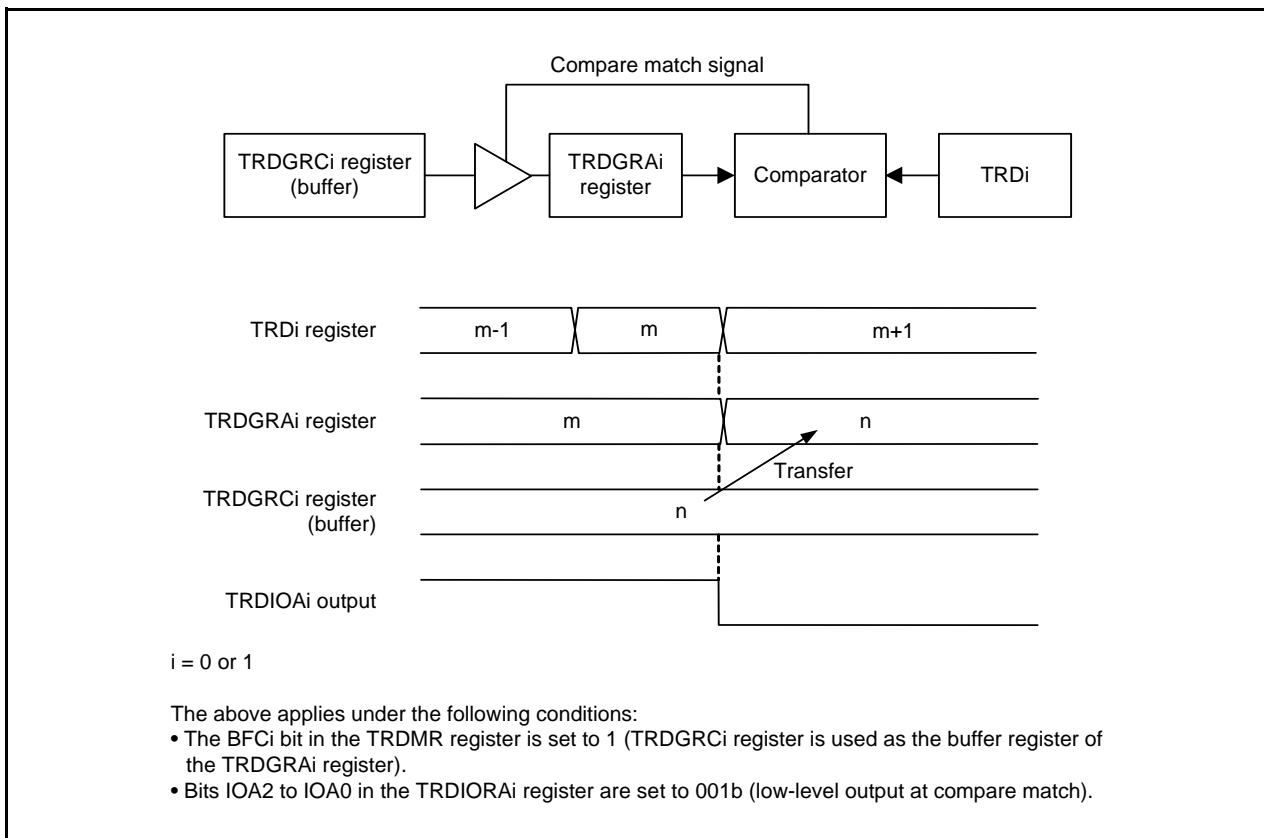 Compare match signal
TRDGRCi register
(buffer)
TRDGRAi
register
Comparator
TRDi
TRDi register
m-1
m
m+1
TRDGRAi register
m
n
Transfer
TRDGRCi register
(buffer)
n
TRDIOAi output
i = 0 or 1
The above applies under the following conditions:
• The BFCi bit in the TRDMR register is set to 1 (TRDGRCi register is used as the buffer register of
the TRDGRAi register).
• Bits IOA2 to IOA0 in the TRDIORAi register are set to 001b (low-level output at compare match).